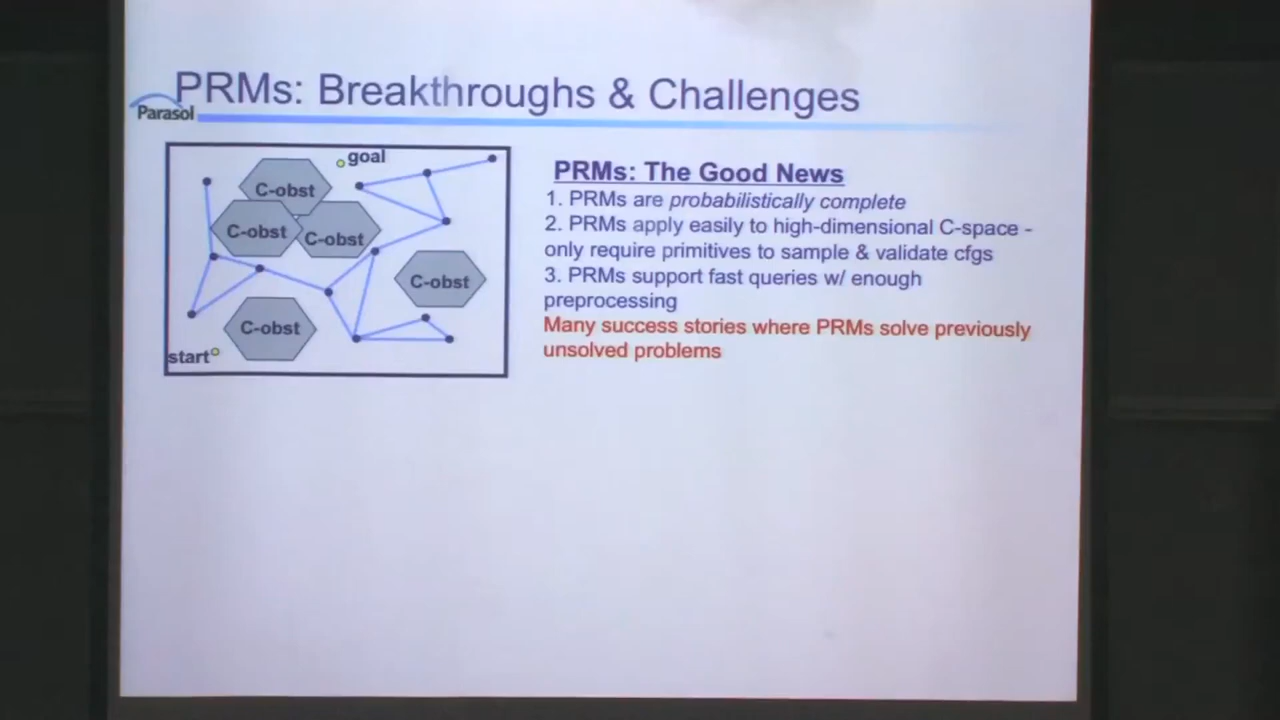 PRMs: Breakthroughs & Challenges
Parasol
goal
C-obst
C-obst
C-obst
C-obst
C-obst
start
PRMs: The Good News
1. PRMs are probabilistically complete
2. PRMs apply easily to high-dimensional C-space -
only require primitives to sample & validate cfgs
3. PRMs support fast queries w/ enough
preprocessing
Many success stories where PRMs solve previously
unsolved problems